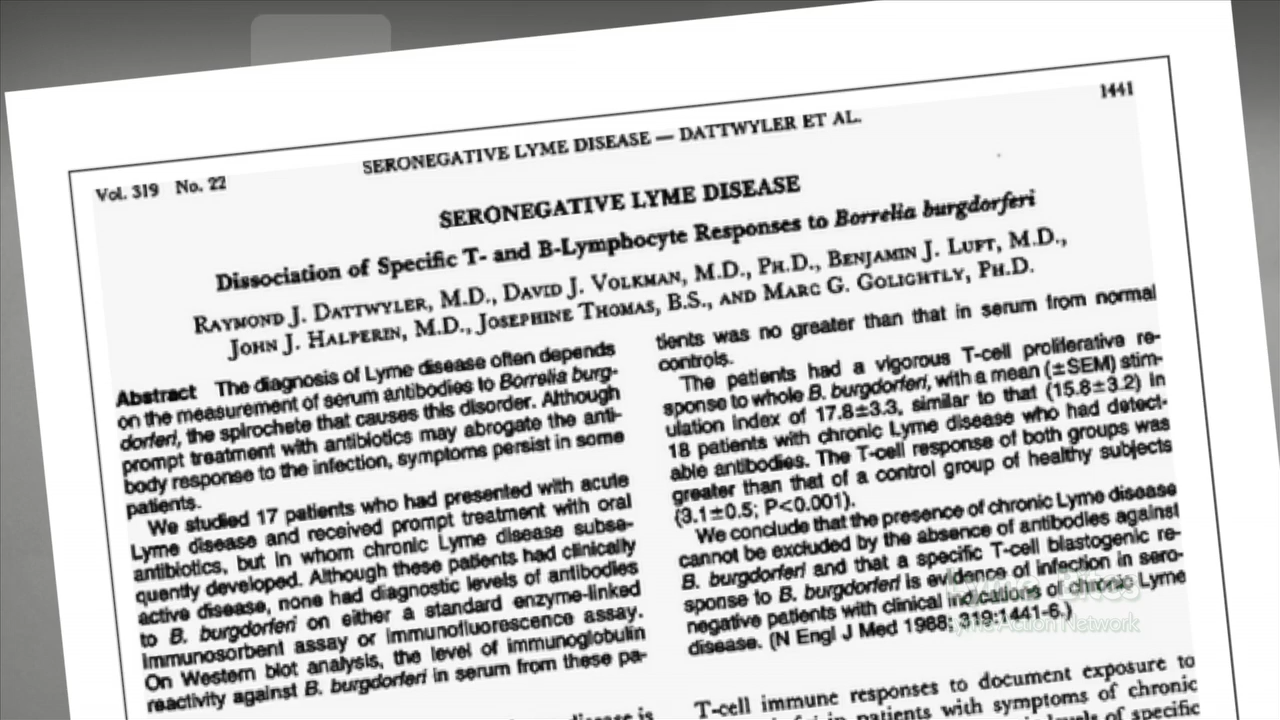 1441
SERONEGATIVE LYME DISEASE — DATTWYLER ET AL.
Vol. 319 No. 22
SERONEGATIVE LYME DISEASE
Dissociation of Specific T- and B-Lymphocyte Responses to Borrelia burgdorferi
RAYMOND J. DATTWYLER, M.D., DAVID J. VOLKMAN, M.D., PH.D., BENJAMIN J. LUFT, M.D.,
JOHN J. HALPERIN, M.D., JOSEPHINE THOMAS, B.S., AND MARC G. GOLIGHTLY, PH.D.
Abstract The diagnosis of Lyme disease often depends
on the measurement of serum antibodies to Borrelia burg-
dorferi, the spirochete that causes this disorder. Although
prompt treatment with antibiotics may abrogate the anti-
body response to the infection, symptoms persist in some
patients.
We studied 17 patients who had presented with acute
Lyme disease and received prompt treatment with oral
antibiotics, but in whom chronic Lyme disease subse-
quently developed. Although these patients had clinically
active disease, none had diagnostic levels of antibodies
to B. burgdorferi on either a standard enzyme-linked
immunosorbent assay or immunofluorescence assay.
On Western blot analysis, the level of immunoglobulin
reactivity against B. burgdorferi in serum from these pa-
tients was no greater than that in serum from normal
controls.
The patients had a vigorous T-cell proliferative re-
sponse to whole B. burgdorferi, with a mean (±SEM) stim-
ulation index of 17.8±3.3, similar to that (15.8±3.2) in
18 patients with chronic Lyme disease who had detect-
able antibodies. The T-cell response of both groups was
greater than that of a control group of healthy subjects
(3.1±0.5; P<0.001).
We conclude that the presence of chronic Lyme disease
cannot be excluded by the absence of antibodies against
B. burgdorferi and that a specific T-cell blastogenic re-
sponse to B. burgdorferi is evidence of infection in sero-
negative patients with clinical indications of chronic Lyme
disease. (N Engl J Med 1988; 319:1441-6.)
disease is
T-cell immune responses to document exposure to
in patients with symptoms of chronic
levels of specific
Action Network